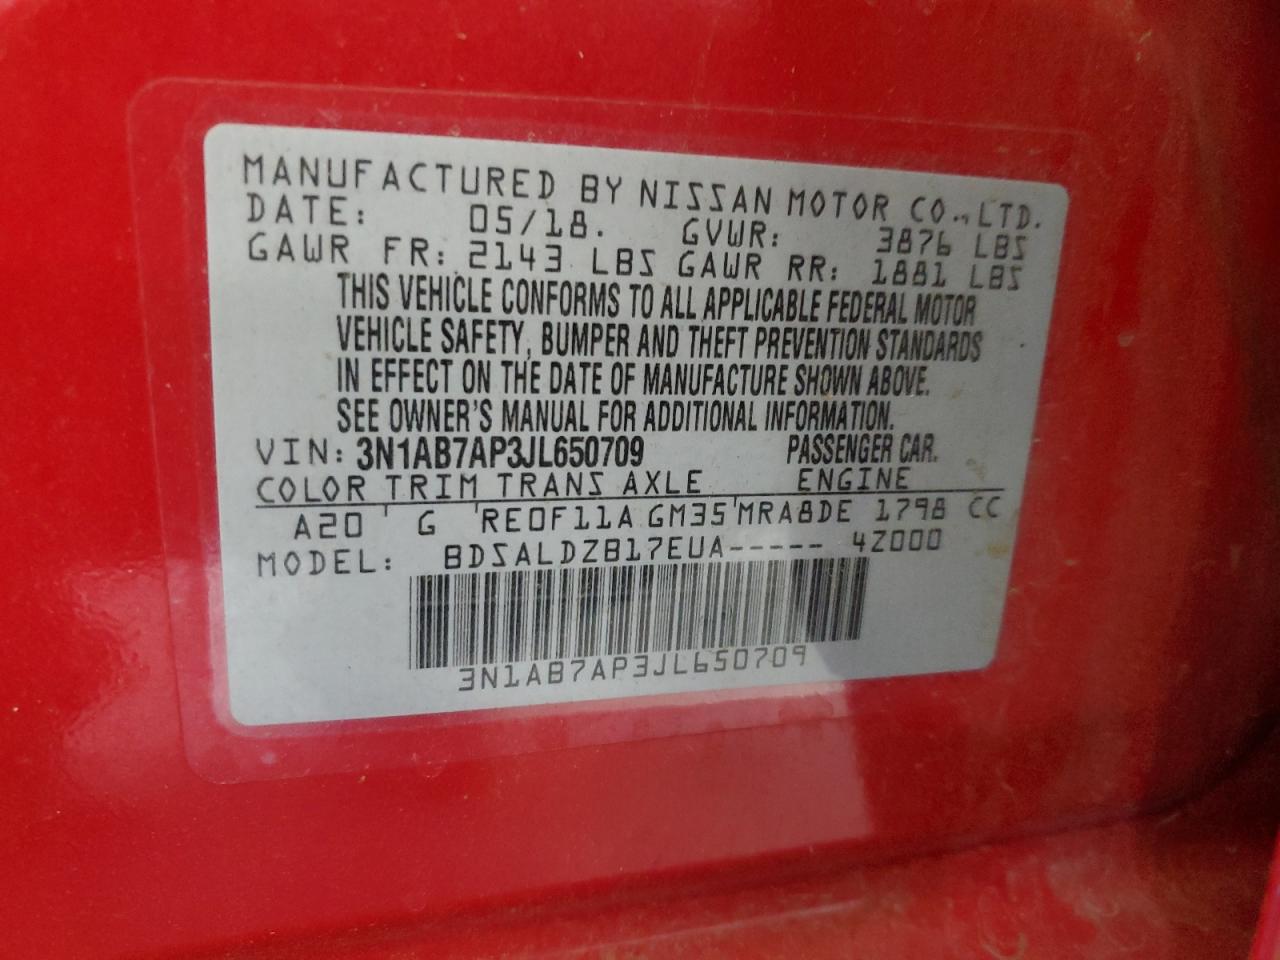 MANUFACTURED BY NISSAN MOTOR CO., LTD.
DATE: 05/18. GVWR: 3876 LBS
GAWR FR: 2143 LBS GAWR RR: 1881 LBS
THIS VEHICLE CONFORMS TO ALL APPLICABLE FEDERAL MOTOR
VEHICLE SAFETY, BUMPER AND THEFT PREVENTION STANDARDS
IN EFFECT ON THE DATE OF MANUFACTURE SHOWN ABOVE.
SEE OWNER'S MANUAL FOR ADDITIONAL INFORMATION.
VIN: 3N1AB7AP3JL650709 PASSENGER CAR.
COLOR TRIM TRANS AXLE ENGINE
A20 ' G 'RE0F11A GM35'MRA8DE 1798 CC
MODEL: BDSALDZB17EUA----- 4Z000
3N1AB7AP3JL650709